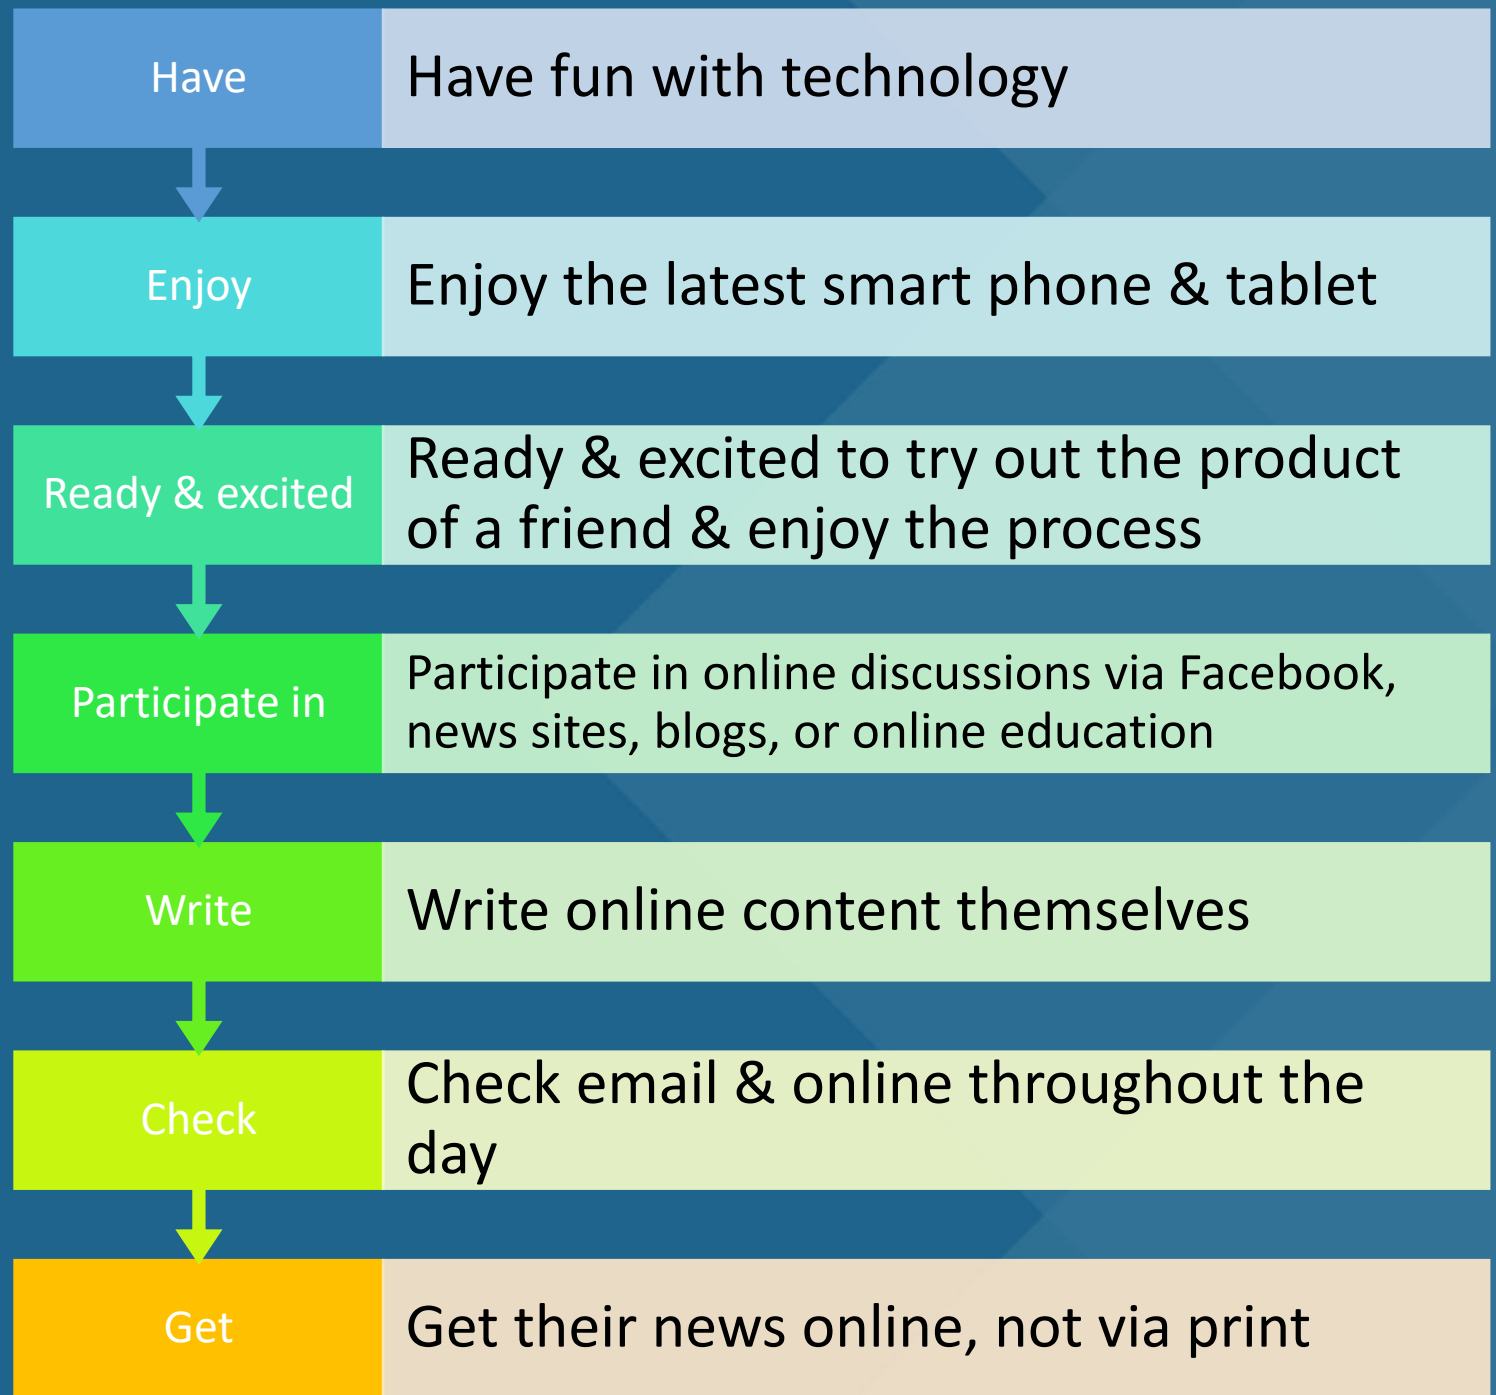 Have
Have fun with technology
Enjoy
Enjoy the latest smart phone & tablet
Ready & excited
Ready & excited to try out the product
of a friend & enjoy the process
Participate in
Participate in online discussions via Facebook,
news sites, blogs, or online education
Write
Write online content themselves
Check
Check email & online throughout the
day
Get
Get their news online, not via print